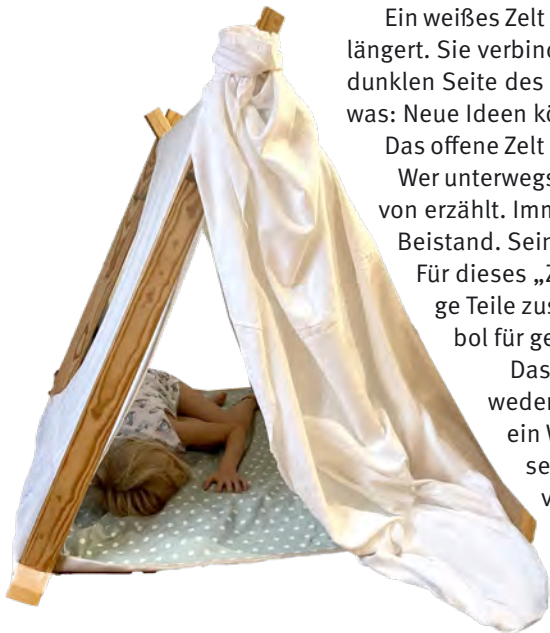 Ein weißes Zelt
längert. Sie verbind
dunklen Seite des
was: Neue Ideen kö
Das offene Zelt
Wer unterwegs
von erzählt. Imm
Beistand. Sein
Für dieses „Z
ge Teile zus
bol für ge
Das
weder
ein W
se
v